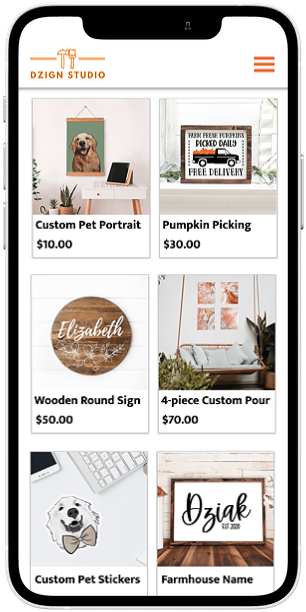 DZIGN STUDIO
FARM FRESH PUMPKINS
PICKED DAILY
FREE DELIVERY
Custom Pet Portrait
$10.00
Pumpkin Picking
$30.00
Elizabeth
Wooden Round Sign
$50.00
4-piece Custom Pour
$70.00
Dziak
EST 2020
Custom Pet Stickers
Farmhouse Name